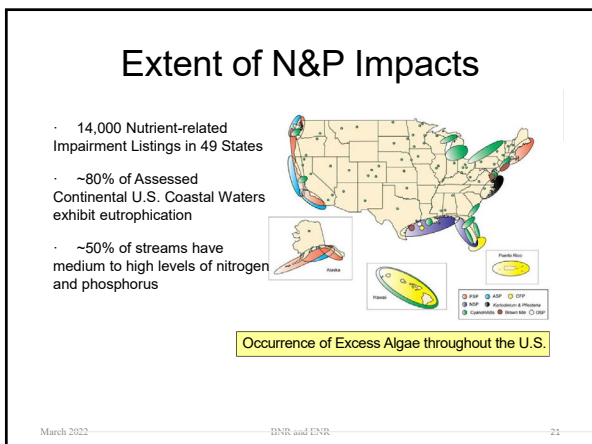 Extent of N&P Impacts
· 14,000 Nutrient-related
Impairment Listings in 49 States
· ~80% of Assessed
Continental U.S. Coastal Waters
exhibit eutrophication
· ~50% of streams have
medium to high levels of nitrogen
and phosphorus
Alaska
Hawaii
Puerto Rico
PSP ASP CFP
NSP Karlodinium & Pfiesteria
Cyanohabs Brown tide DSP
Occurrence of Excess Algae throughout the U.S.
March 2022 BNR and ENR 21